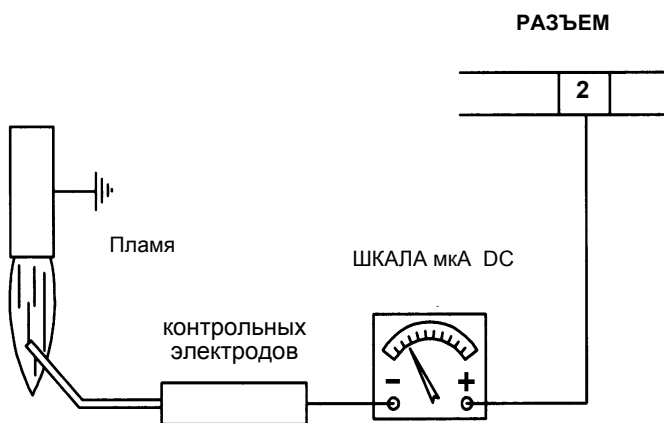 РАЗЪЕМ
2
Пламя
ШКАЛА мкА DC
контрольных
электродов
- +